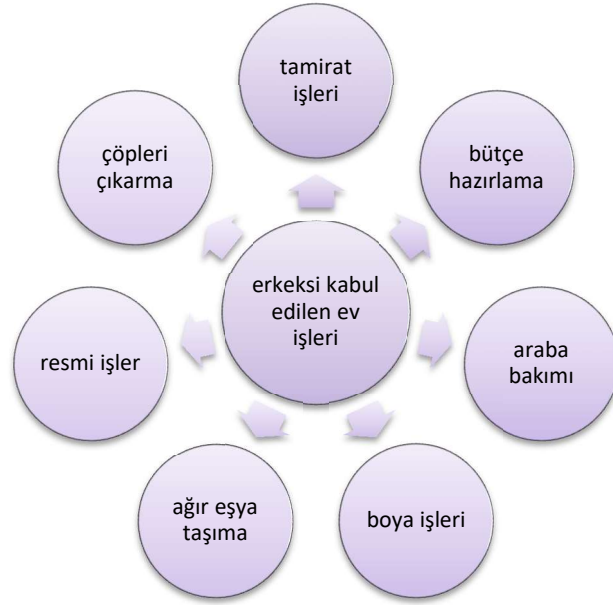 tamirat
işleri
bütçe
hazırlama
araba
bakımı
boya işleri
ağır eşya
taşıma
resmi işler
çöpleri
çıkarma
erkeksi kabul
edilen ev
işleri